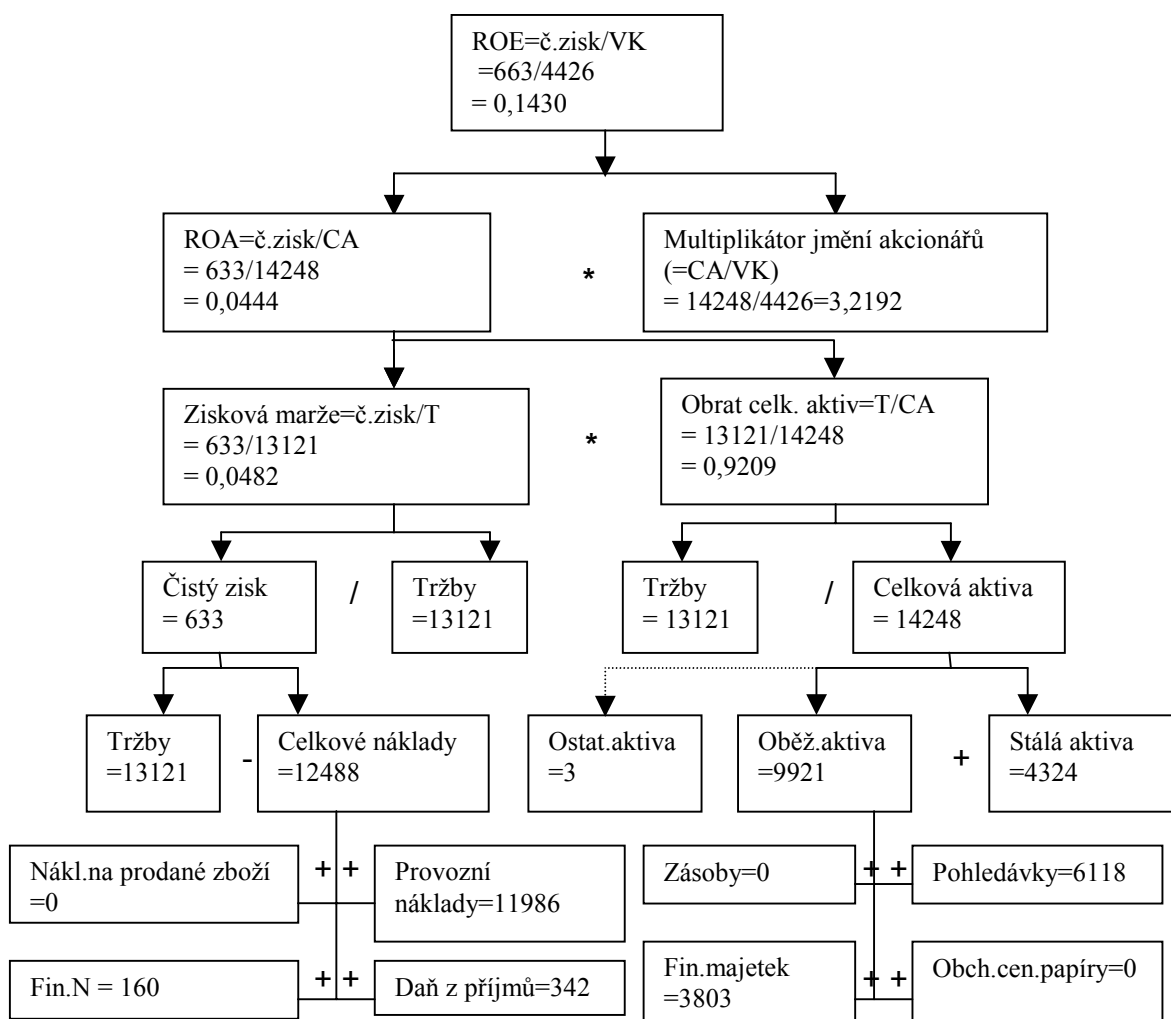 ROE=č.zisk/VK
=663/4426
= 0,1430
ROA=č.zisk/CA
= 633/14248
= 0,0444
*
Multiplikátor jmění akcionářů
(=CA/VK)
= 14248/4426=3,2192
Zisková marže=č.zisk/T
= 633/13121
= 0,0482
*
Obrat celk. aktiv=T/CA
= 13121/14248
= 0,9209
Čistý zisk
= 633
/
Tržby
=13121
Tržby
= 13121
/
Celková aktiva
= 14248
Tržby
=13121
-
Celkové náklady
=12488
Ostat.aktiva
=3
Oběž.aktiva
=9921
+
Stálá aktiva
=4324
Nákl.na prodané zboží
=0
+ +
Provozní
náklady=11986
Zásoby=0
+ +
Pohledávky=6118
Fin.N = 160
+ +
Daň z příjmů=342
Fin.majetek
=3803
+ +
Obch.cen.papíry=0